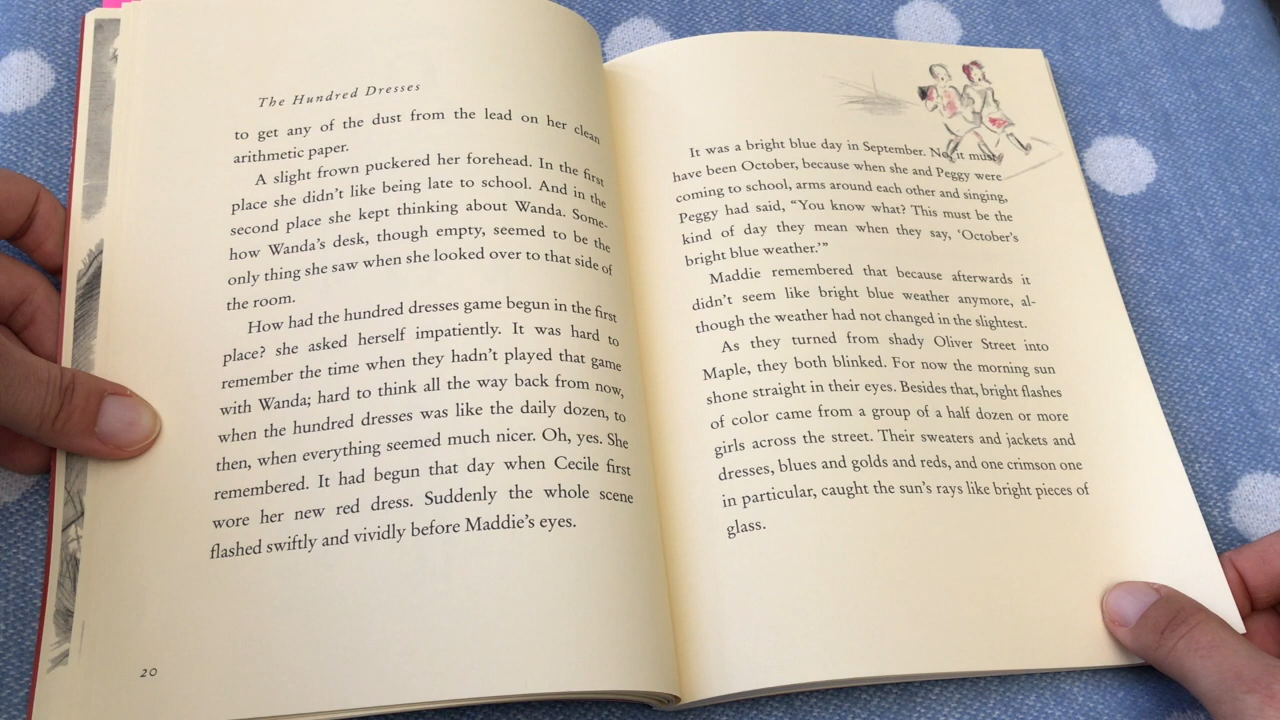 The Hundred Dresses
to get any of the dust from the lead on her clean
arithmetic paper.
A slight frown puckered her forehead. In the first
place she didn't like being late to school. And in the
second place she kept thinking about Wanda. Some-
how Wanda's desk, though empty, seemed to be the
only thing she saw when she looked over to that side of
the room.
How had the hundred dresses game begun in the first
place? she asked herself impatiently. It was hard to
remember the time when they hadn't played that game
with Wanda; hard to think all the way back from now,
when the hundred dresses was like the daily dozen, to
then, when everything seemed much nicer. Oh, yes. She
remembered. It had begun that day when Cecile first
wore her new red dress. Suddenly the whole scene
flashed swiftly and vividly before Maddie's eyes.
20
It was a bright blue day in September. No, it must
have been October, because when she and Peggy were
coming to school, arms around each other and singing,
Peggy had said, "You know what? This must be the
kind of day they mean when they say, 'October's
bright blue weather.'"
Maddie remembered that because afterwards it
didn't seem like bright blue weather anymore, al-
though the weather had not changed in the slightest.
As they turned from shady Oliver Street into
Maple, they both blinked. For now the morning sun
shone straight in their eyes. Besides that, bright flashes
of color came from a group of a half dozen or more
girls across the street. Their sweaters and jackets and
dresses, blues and golds and reds, and one crimson one
in particular, caught the sun's rays like bright pieces of
glass.